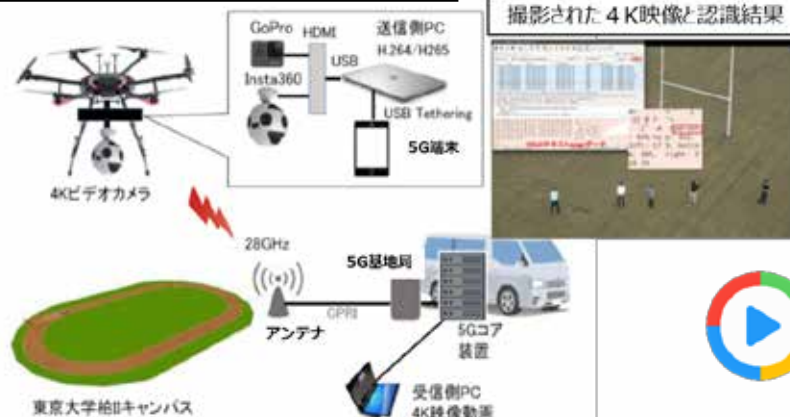 撮影された４K映像と認識結果
GoPro
HDMI
送信側PC
H.264/H265
USB
Insta360
USB Tethering
5G端末
4Kビデオカメラ
28GHz
5G基地局
CPRI
アンテナ
5Gコア
装置
東京大学柏IIキャンパス
受信側PC
4K映像動画